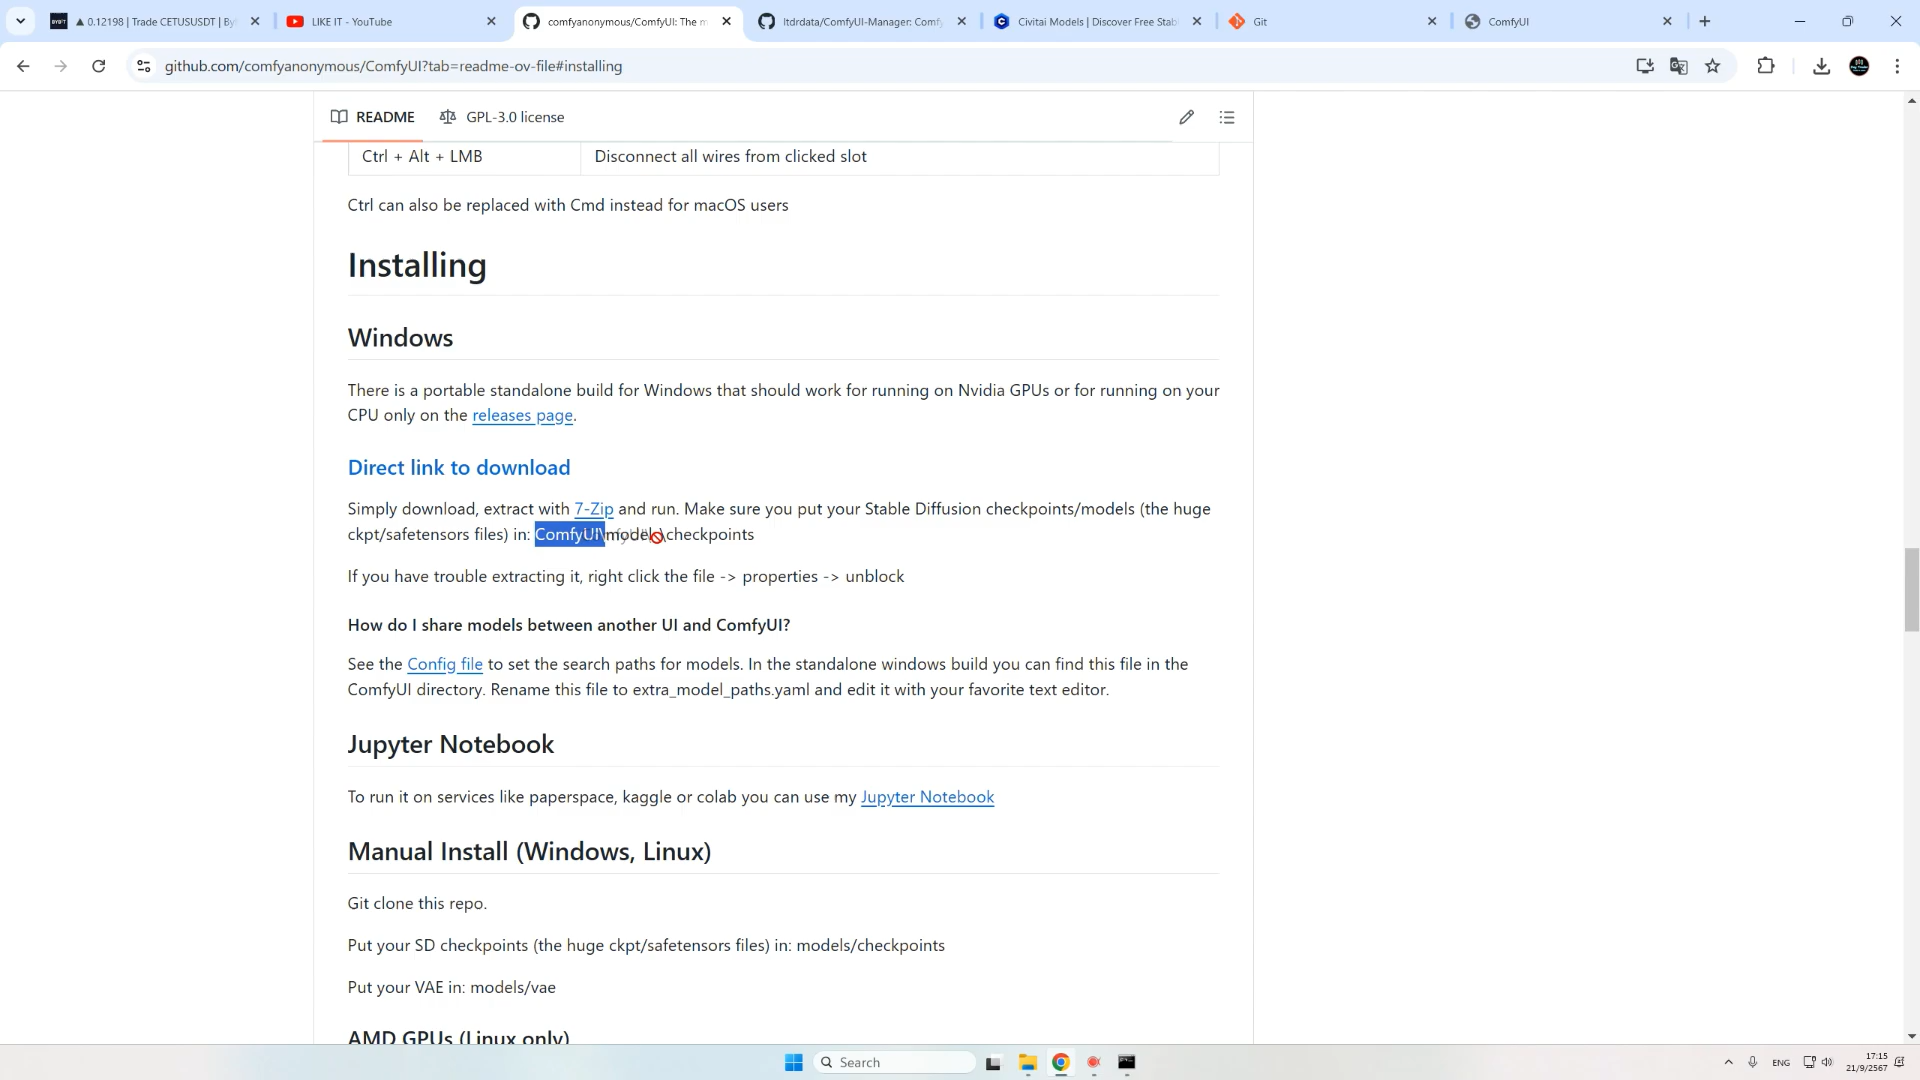 ▲ 0.12198 | Trade CETUSUSDT | By
LIKE IT - YouTube
comfyanonymous/ComfyUI: The m
ltdrdata/ComfyUI-Manager: Comfy
Civitai Models | Discover Free Stab
Git
ComfyUI
github.com/comfyanonymous/ComfyUI?tab=readme-ov-file#installing
README
GPL-3.0 license
Ctrl + Alt + LMB
Disconnect all wires from clicked slot
Ctrl can also be replaced with Cmd instead for macOS users
Installing
Windows
There is a portable standalone build for Windows that should work for running on Nvidia GPUs or for running on your
CPU only on the releases page.
Direct link to download
Simply download, extract with 7-Zip and run. Make sure you put your Stable Diffusion checkpoints/models (the huge
ckpt/safetensors files) in: ComfyUI\models\checkpoints
If you have trouble extracting it, right click the file -> properties -> unblock
How do I share models between another UI and ComfyUI?
See the Config file to set the search paths for models. In the standalone windows build you can find this file in the
ComfyUI directory. Rename this file to extra_model_paths.yaml and edit it with your favorite text editor.
Jupyter Notebook
To run it on services like paperspace, kaggle or colab you can use my Jupyter Notebook
Manual Install (Windows, Linux)
Git clone this repo.
Put your SD checkpoints (the huge ckpt/safetensors files) in: models/checkpoints
Put your VAE in: models/vae
AMD GPUs (Linux only)
Search
ENG
17:15
21/9/2567